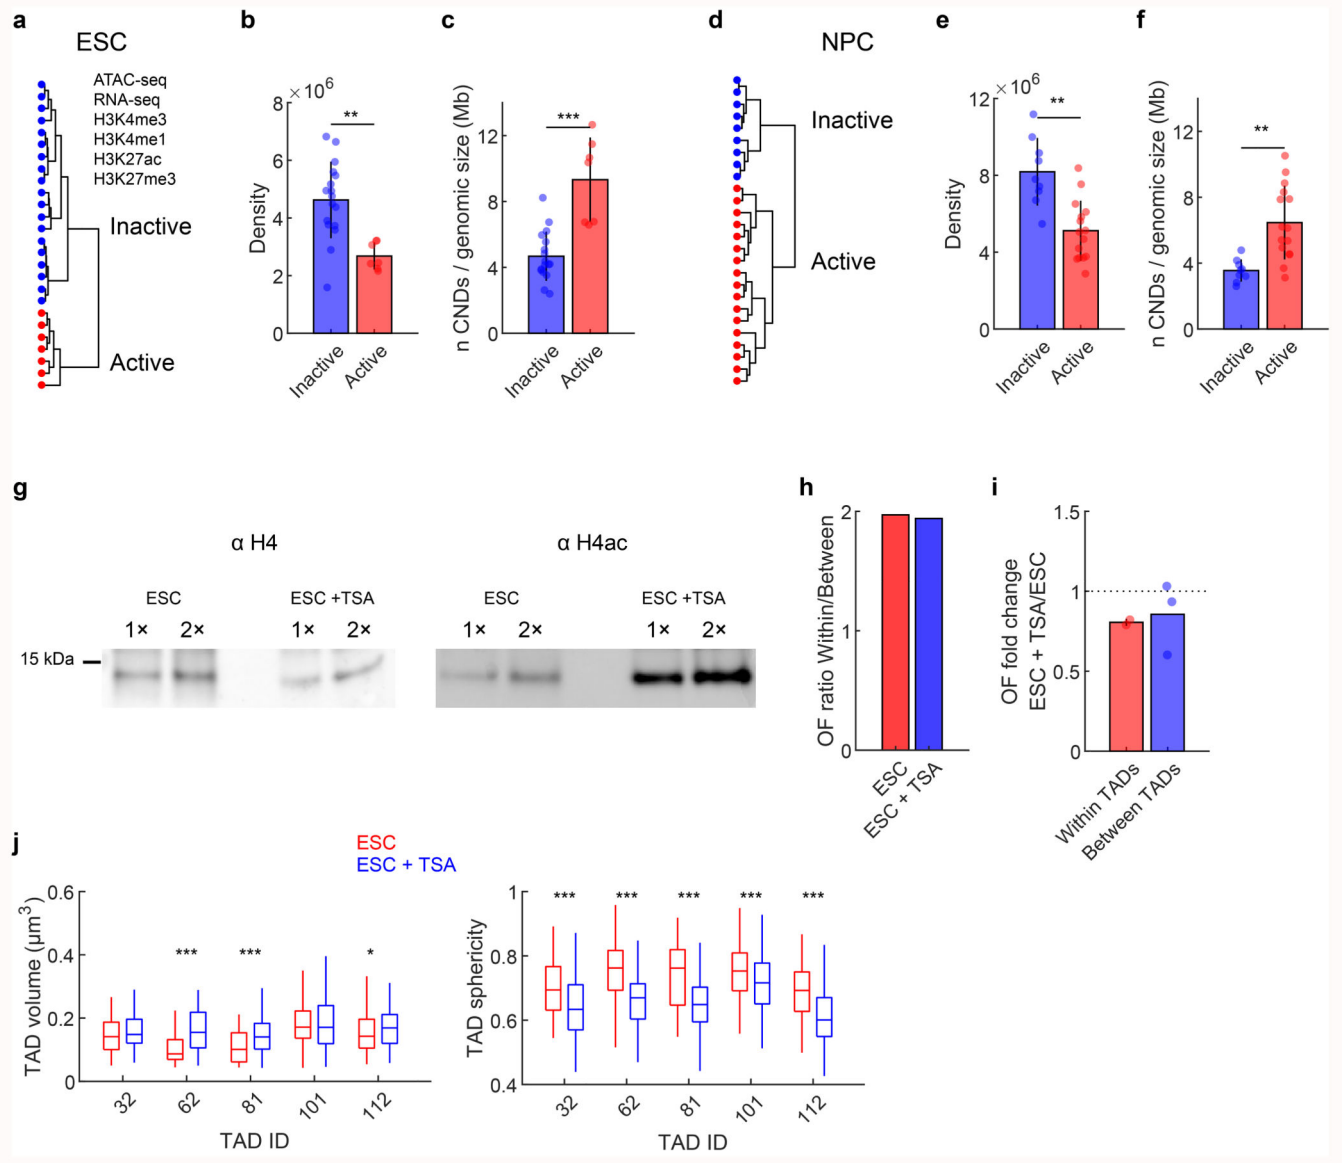 a
ESC
ATAC-seq
RNA-seq
H3K4me3
H3K4me1
H3K27ac
H3K27me3
Inactive
Active
b
×10⁶
Density
8
6
4
2
0
**
Inactive
Active
c
n CNDs / genomic size (Mb)
12
8
4
0
***
Inactive
Active
d
NPC
Inactive
Active
e
×10⁶
Density
12
8
4
0
**
Inactive
Active
f
n CNDs / genomic size (Mb)
12
8
4
0
**
Inactive
Active
g
α H4
ESC
ESC +TSA
1× 2× 1× 2×
15 kDa
α H4ac
ESC
ESC +TSA
1× 2× 1× 2×
h
OF ratio Within/Between
2
1
0
ESC
ESC + TSA
i
OF fold change
ESC + TSA/ESC
1.5
1
0.5
0
Within TADs
Between TADs
j
ESC
ESC + TSA
TAD volume (μm³)
0.6
0.4
0.2
0
*** *** *
32 62 81 101 112
TAD ID
TAD sphericity
1
0.8
0.6
0.4
*** *** *** *** ***
32 62 81 101 112
TAD ID